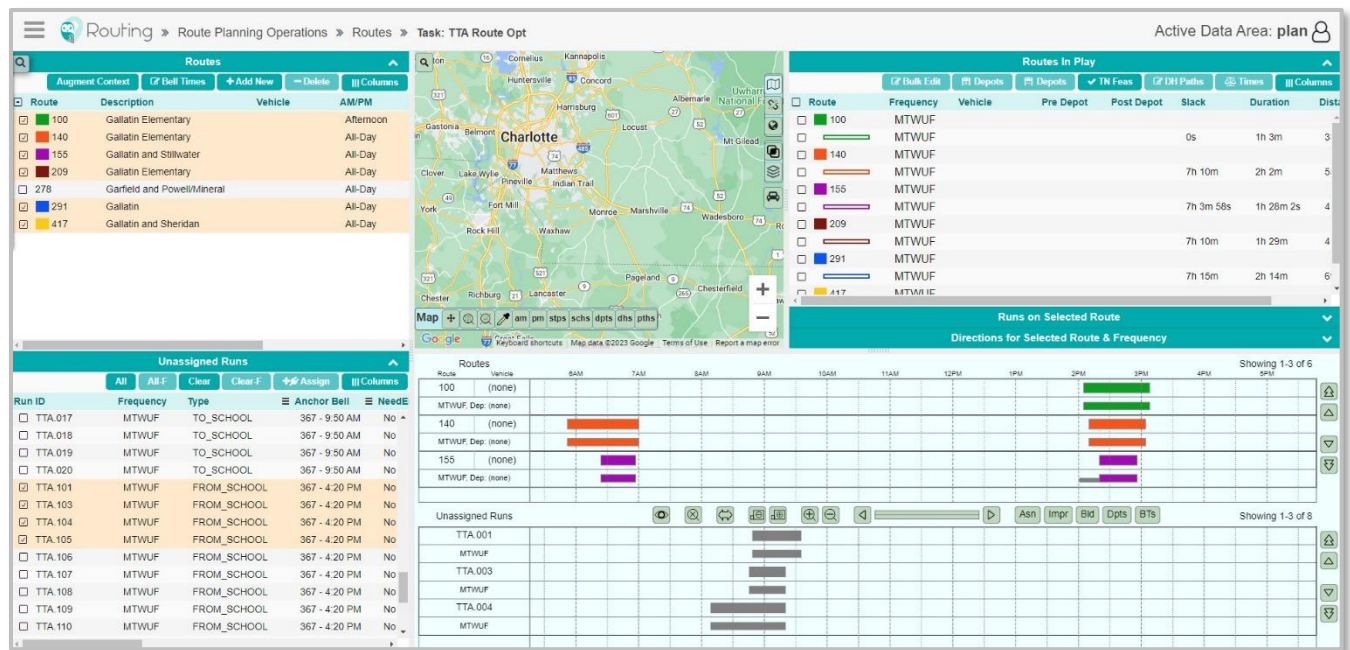 Routing » Route Planning Operations » Routes » Task: TTA Route Opt
Active Data Area: plan
Routes
Augment Context Bell Times +Add New −Delete Columns
Route Description Vehicle AM/PM
100 Gallatin Elementary Afternoon
140 Gallatin Elementary All-Day
155 Gallatin and Stillwater All-Day
209 Gallatin Elementary All-Day
278 Garfield and Powell/Mineral All-Day
291 Gallatin All-Day
417 Gallatin and Sheridan All-Day
Cornelius Kannapolis
Huntersville Concord
Uwharri
Albemarle National F
Harrisburg
Gastonia Belmont Charlotte Locust Mt Gilead
Clover Lake Wylie Matthews
Pineville Indian Trail
York Fort Mill Monroe Marshville Wadesboro
Rock Hill Waxhaw
Pageland
Chester Richburg Lancaster Chesterfield
Map am pm stps schs dpts dhs pths
Google Keyboard shortcuts Map data ©2023 Google Terms of Use Report a map error
Routes In Play
Bulk Edit Depots Depots TN Feas DH Paths Times Columns
Route Frequency Vehicle Pre Depot Post Depot Slack Duration Dista
100 MTWUF
MTWUF 0s 1h 3m 3
140 MTWUF
MTWUF 7h 10m 2h 2m 5
155 MTWUF
MTWUF 7h 3m 58s 1h 28m 2s 4
209 MTWUF
MTWUF 7h 10m 1h 29m 4
291 MTWUF
MTWUF 7h 15m 2h 14m 6
417 MTWUF
Runs on Selected Route
Directions for Selected Route & Frequency
Unassigned Runs
All All-F Clear Clear-F Assign Columns
Run ID Frequency Type Anchor Bell NeedE
TTA.017 MTWUF TO_SCHOOL 367 - 9:50 AM No
TTA.018 MTWUF TO_SCHOOL 367 - 9:50 AM No
TTA.019 MTWUF TO_SCHOOL 367 - 9:50 AM No
TTA.020 MTWUF TO_SCHOOL 367 - 9:50 AM No
TTA.101 MTWUF FROM_SCHOOL 367 - 4:20 PM No
TTA.103 MTWUF FROM_SCHOOL 367 - 4:20 PM No
TTA.104 MTWUF FROM_SCHOOL 367 - 4:20 PM No
TTA.105 MTWUF FROM_SCHOOL 367 - 4:20 PM No
TTA.106 MTWUF FROM_SCHOOL 367 - 4:20 PM No
TTA.107 MTWUF FROM_SCHOOL 367 - 4:20 PM No
TTA.108 MTWUF FROM_SCHOOL 367 - 4:20 PM No
TTA.109 MTWUF FROM_SCHOOL 367 - 4:20 PM No
TTA.110 MTWUF FROM_SCHOOL 367 - 4:20 PM No
Routes Showing 1-3 of 6
Route Vehicle 6AM 7AM 8AM 9AM 10AM 11AM 12PM 1PM 2PM 3PM 4PM 5PM
100 (none)
MTWUF, Dep: (none)
140 (none)
MTWUF, Dep: (none)
155 (none)
MTWUF, Dep: (none)
Unassigned Runs Asn Impr Bld Dpts BTs Showing 1-3 of 8
TTA.001
MTWUF
TTA.003
MTWUF
TTA.004
MTWUF